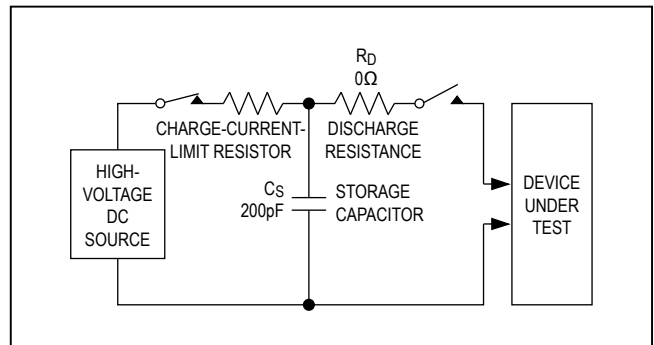 RD
0Ω
CHARGE-CURRENT-
LIMIT RESISTOR
DISCHARGE
RESISTANCE
HIGH-
VOLTAGE
DC
SOURCE
CS
200pF
STORAGE
CAPACITOR
DEVICE
UNDER
TEST